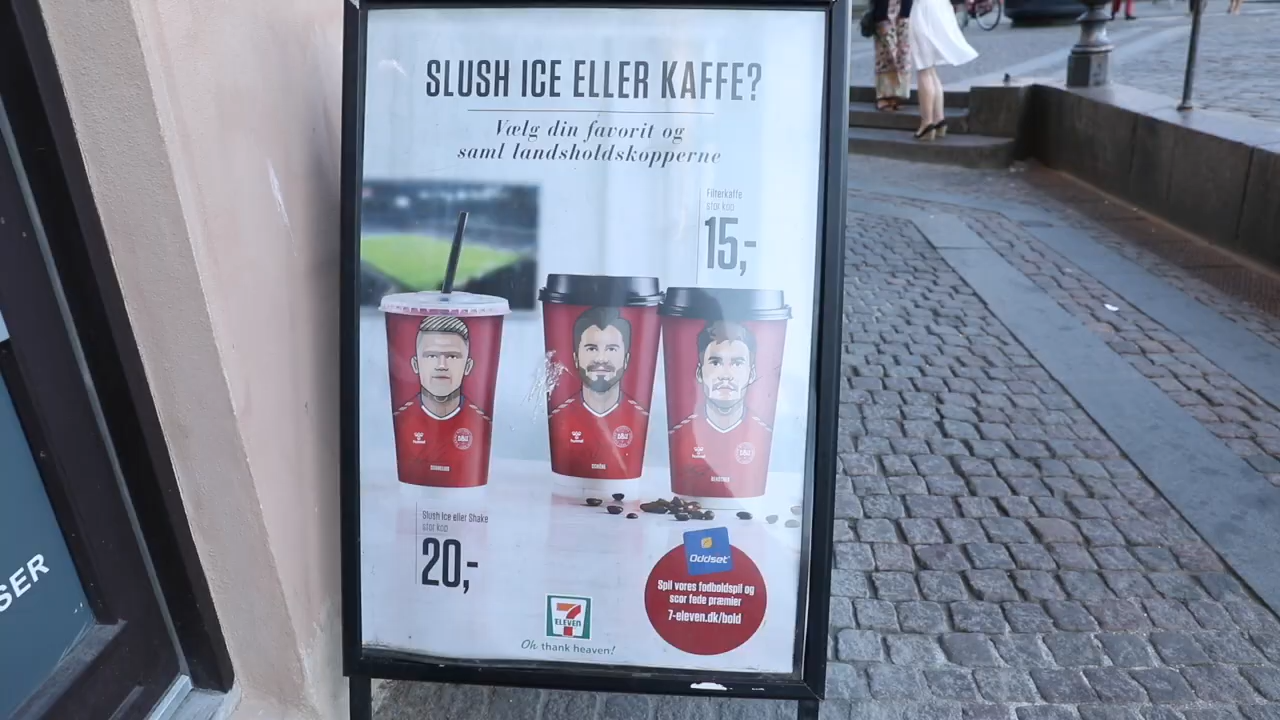 SLUSH ICE ELLER KAFFE?
Vælg din favorit og
saml landsholdskopperne
Filterkaffe
stor kop
15,-
Slush Ice eller Shake
stor kop
20,-
Oddset
Spil vores fodboldspil og
scor fede præmier
7-eleven.dk/bold
7
ELEVEN
Oh thank heaven!
SER